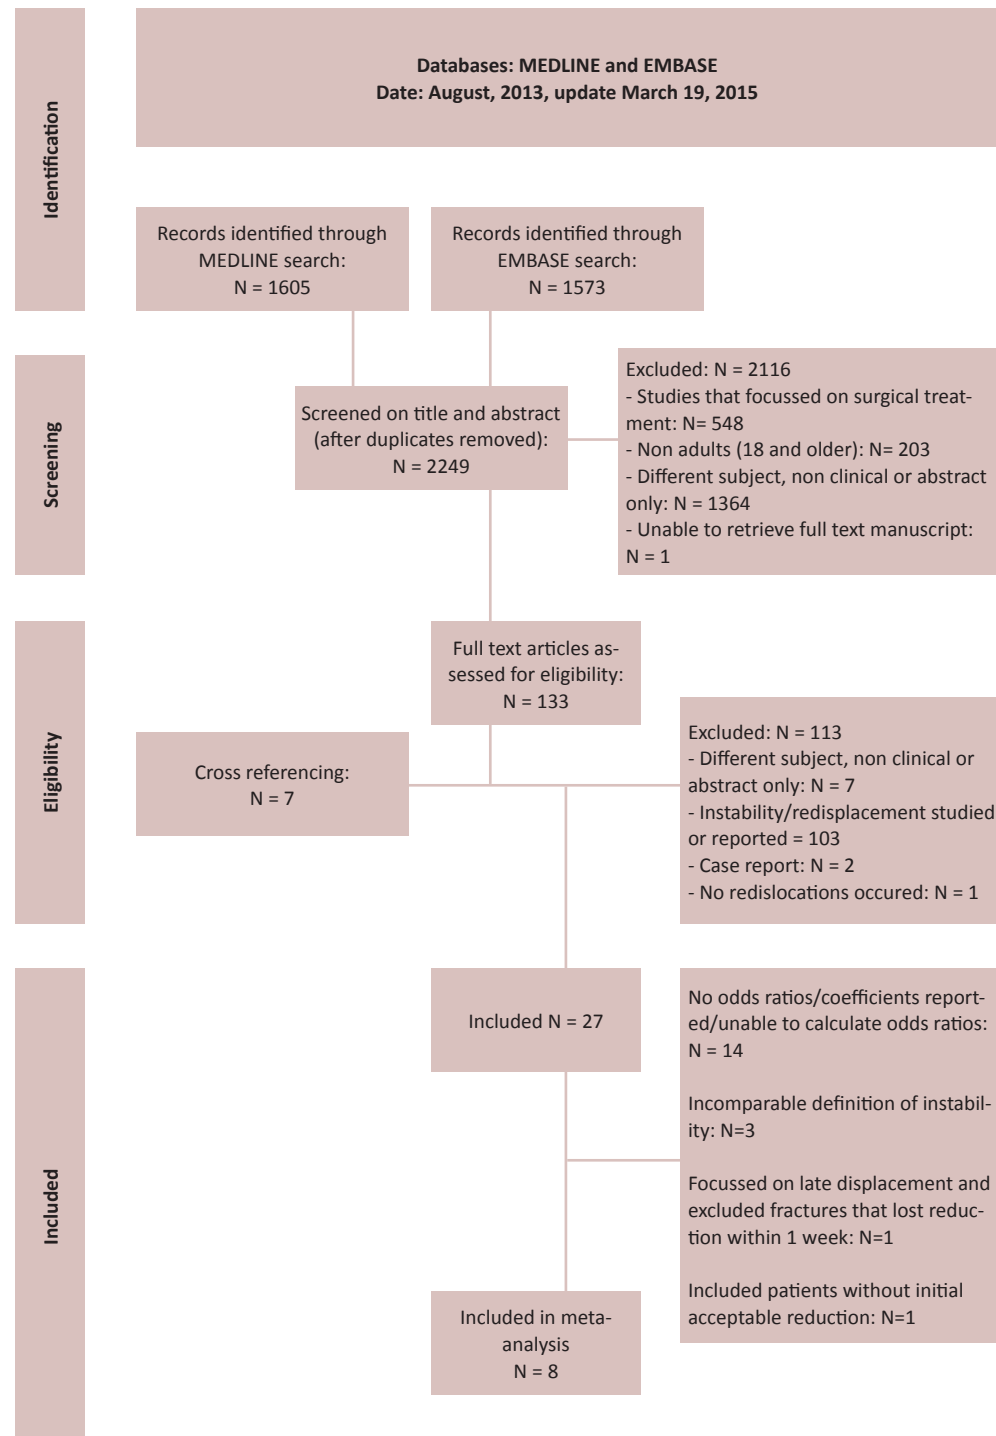 Identification
Databases: MEDLINE and EMBASE
Date: August, 2013, update March 19, 2015
Records identified through
MEDLINE search:
N = 1605
Records identified through
EMBASE search:
N = 1573
Screening
Screened on title and abstract
(after duplicates removed):
N = 2249
Excluded: N = 2116
- Studies that focussed on surgical treat-
ment: N= 548
- Non adults (18 and older): N= 203
- Different subject, non clinical or abstract
only: N = 1364
- Unable to retrieve full text manuscript:
N = 1
Eligibility
Full text articles as-
sessed for eligibility:
N = 133
Cross referencing:
N = 7
Excluded: N = 113
- Different subject, non clinical or
abstract only: N = 7
- Instability/redisplacement studied
or reported = 103
- Case report: N = 2
- No redislocations occured: N = 1
Included
Included N = 27
No odds ratios/coefficients report-
ed/unable to calculate odds ratios:
N = 14
Incomparable definition of instabil-
ity: N=3
Focussed on late displacement and
excluded fractures that lost reduc-
tion within 1 week: N=1
Included patients without initial
acceptable reduction: N=1
Included in meta-
analysis
N = 8